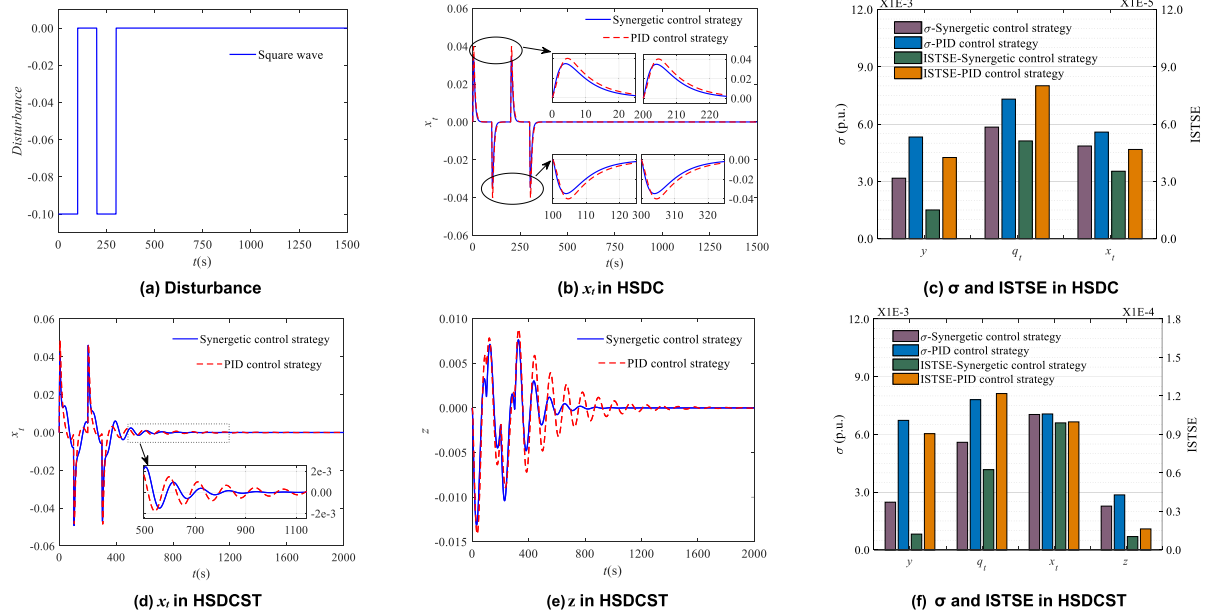 0.00
-0.02
-0.04
-0.06
-0.08
-0.10
Disturbance
Square wave
0
250
500
750
1000
1250
1500
t(s)
(a) Disturbance
0.06
0.04
0.02
0.00
-0.02
-0.04
-0.06
x_t
Synergetic control strategy
PID control strategy
0.04
0.02
0.00
0
10
20
200
210
220
0.00
-0.02
-0.04
100
110
120
300
310
320
0
250
500
750
1000
1250
1500
t(s)
(b) x_t in HSDC
X1E-3
X1E-5
12.0
9.0
6.0
3.0
0.0
σ (p.u.)
σ-Synergetic control strategy
σ-PID control strategy
ISTSE-Synergetic control strategy
ISTSE-PID control strategy
12.0
9.0
6.0
3.0
0.0
ISTSE
y
q_t
x_t
(c) σ and ISTSE in HSDC
0.06
0.04
0.02
0.00
-0.02
-0.04
-0.06
x_t
Synergetic control strategy
PID control strategy
2e-3
0.00
-2e-3
500
700
900
1100
0
400
800
1200
1600
2000
t(s)
(d) x_t in HSDCST
0.010
0.005
0.000
-0.005
-0.010
-0.015
z
Synergetic control strategy
PID control strategy
0
400
800
1200
1600
2000
t(s)
(e) z in HSDCST
X1E-3
X1E-4
12.0
9.0
6.0
3.0
0.0
σ (p.u.)
σ-Synergetic control strategy
σ-PID control strategy
ISTSE-Synergetic control strategy
ISTSE-PID control strategy
1.8
1.5
1.2
0.9
0.6
0.3
0.0
ISTSE
y
q_t
x_t
z
(f) σ and ISTSE in HSDCST